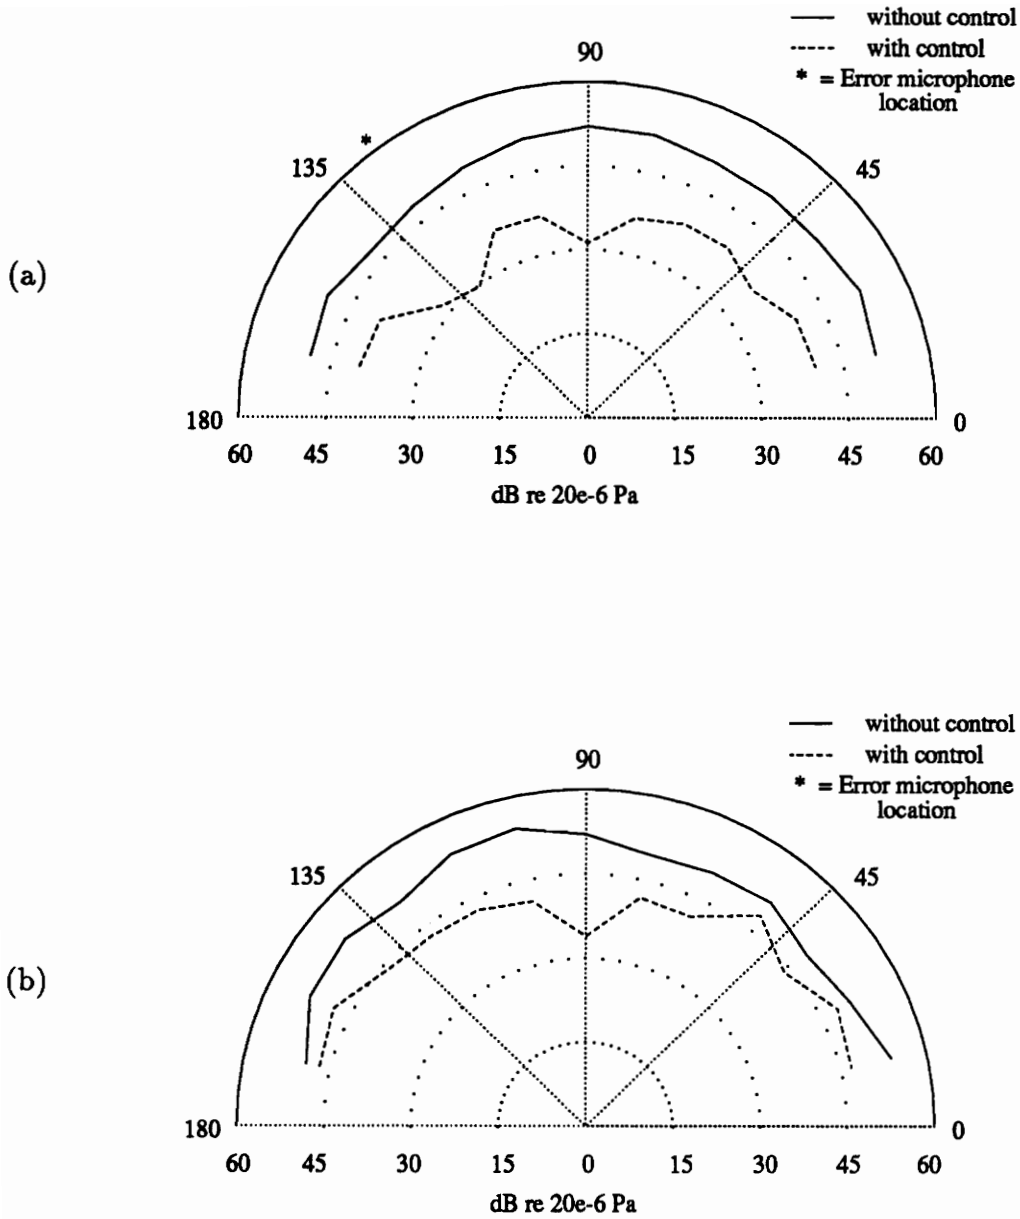 without control
with control
* = Error microphone
location
90
135
45
(a)
180
0
60 45 30 15 0 15 30 45 60
dB re 20e-6 Pa
without control
with control
* = Error microphone
location
90
135
45
(b)
180
0
60 45 30 15 0 15 30 45 60
dB re 20e-6 Pa